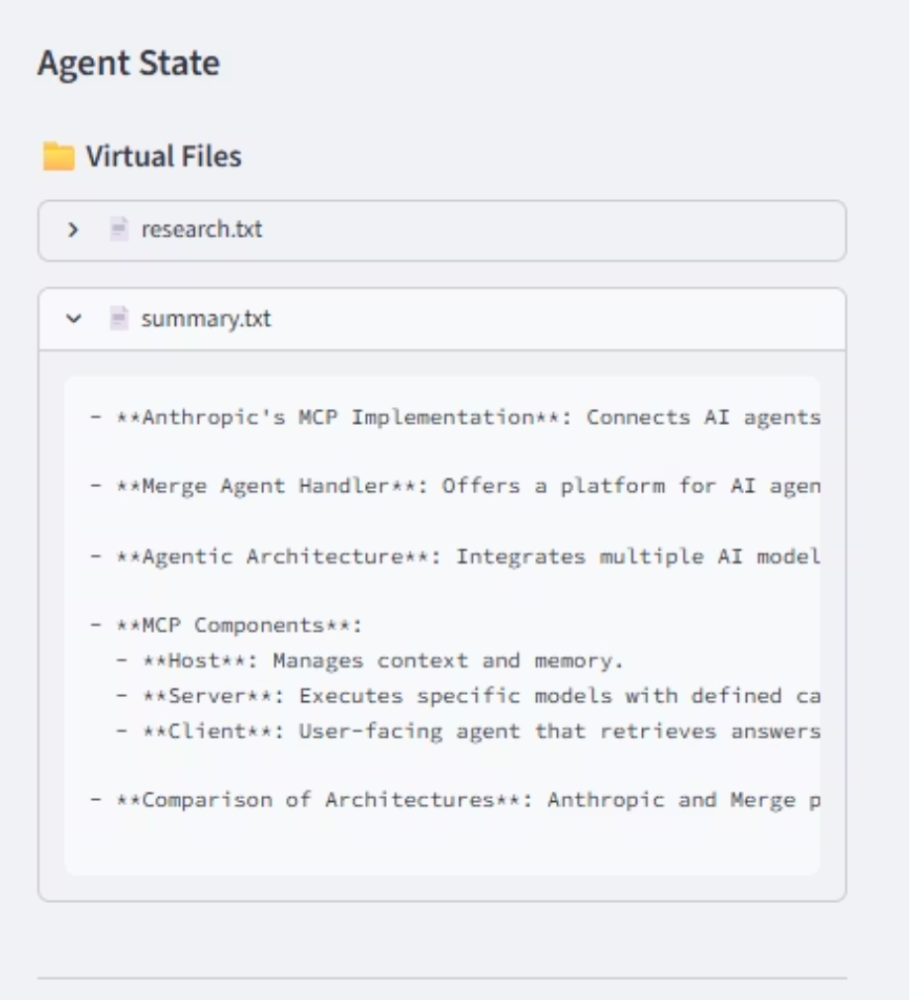 Agent State
Virtual Files
research.txt
summary.txt
- **Anthropic's MCP Implementation**: Connects AI agents
- **Merge Agent Handler**: Offers a platform for AI agen
- **Agentic Architecture**: Integrates multiple AI model
- **MCP Components**:
- **Host**: Manages context and memory.
- **Server**: Executes specific models with defined ca
- **Client**: User-facing agent that retrieves answers
- **Comparison of Architectures**: Anthropic and Merge p